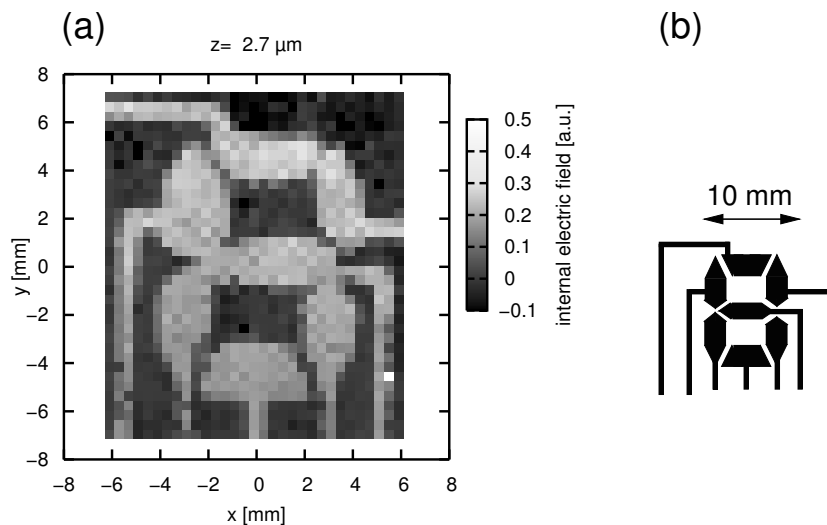 (a)
(b)
z= 2.7 μm
8
6
4
2
0
−2
−4
−6
−8
y [mm]
−8 −6 −4 −2 0 2 4 6 8
x [mm]
0.5
0.4
0.3
0.2
0.1
0
−0.1
internal electric field [a.u.]
10 mm